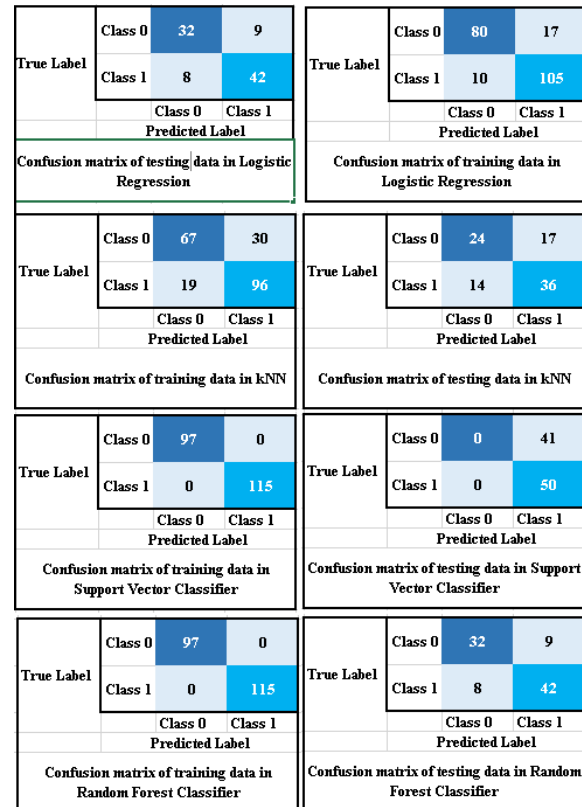 Class 0 32 9
True Label
Class 1 8 42
Class 0 Class 1
Predicted Label
Confusion matrix of testing data in Logistic
Regression
Class 0 80 17
True Label
Class 1 10 105
Class 0 Class 1
Predicted Label
Confusion matrix of training data in
Logistic Regression
Class 0 67 30
True Label
Class 1 19 96
Class 0 Class 1
Predicted Label
Confusion matrix of training data in kNN
Class 0 24 17
True Label
Class 1 14 36
Class 0 Class 1
Predicted Label
Confusion matrix of testing data in kNN
Class 0 97 0
True Label
Class 1 0 115
Class 0 Class 1
Predicted Label
Confusion matrix of training data in
Support Vector Classifier
Class 0 0 41
True Label
Class 1 0 50
Class 0 Class 1
Predicted Label
Confusion matrix of testing data in Support
Vector Classifier
Class 0 97 0
True Label
Class 1 0 115
Class 0 Class 1
Predicted Label
Confusion matrix of training data in
Random Forest Classifier
Class 0 32 9
True Label
Class 1 8 42
Class 0 Class 1
Predicted Label
Confusion matrix of testing data in Random
Forest Classifier